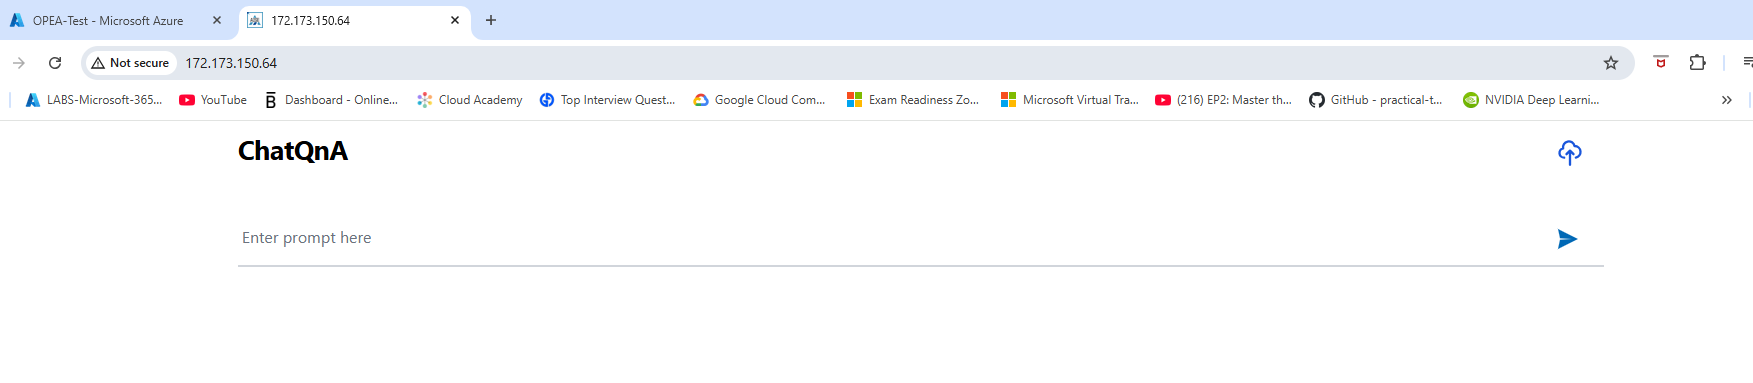 OPEA-Test - Microsoft Azure
172.173.150.64
Not secure 172.173.150.64
LABS-Microsoft-365... YouTube Dashboard - Online... Cloud Academy Top Interview Quest... Google Cloud Com... Exam Readiness Zo... Microsoft Virtual Tra... (216) EP2: Master th... GitHub - practical-t... NVIDIA Deep Learni...
ChatQnA
Enter prompt here